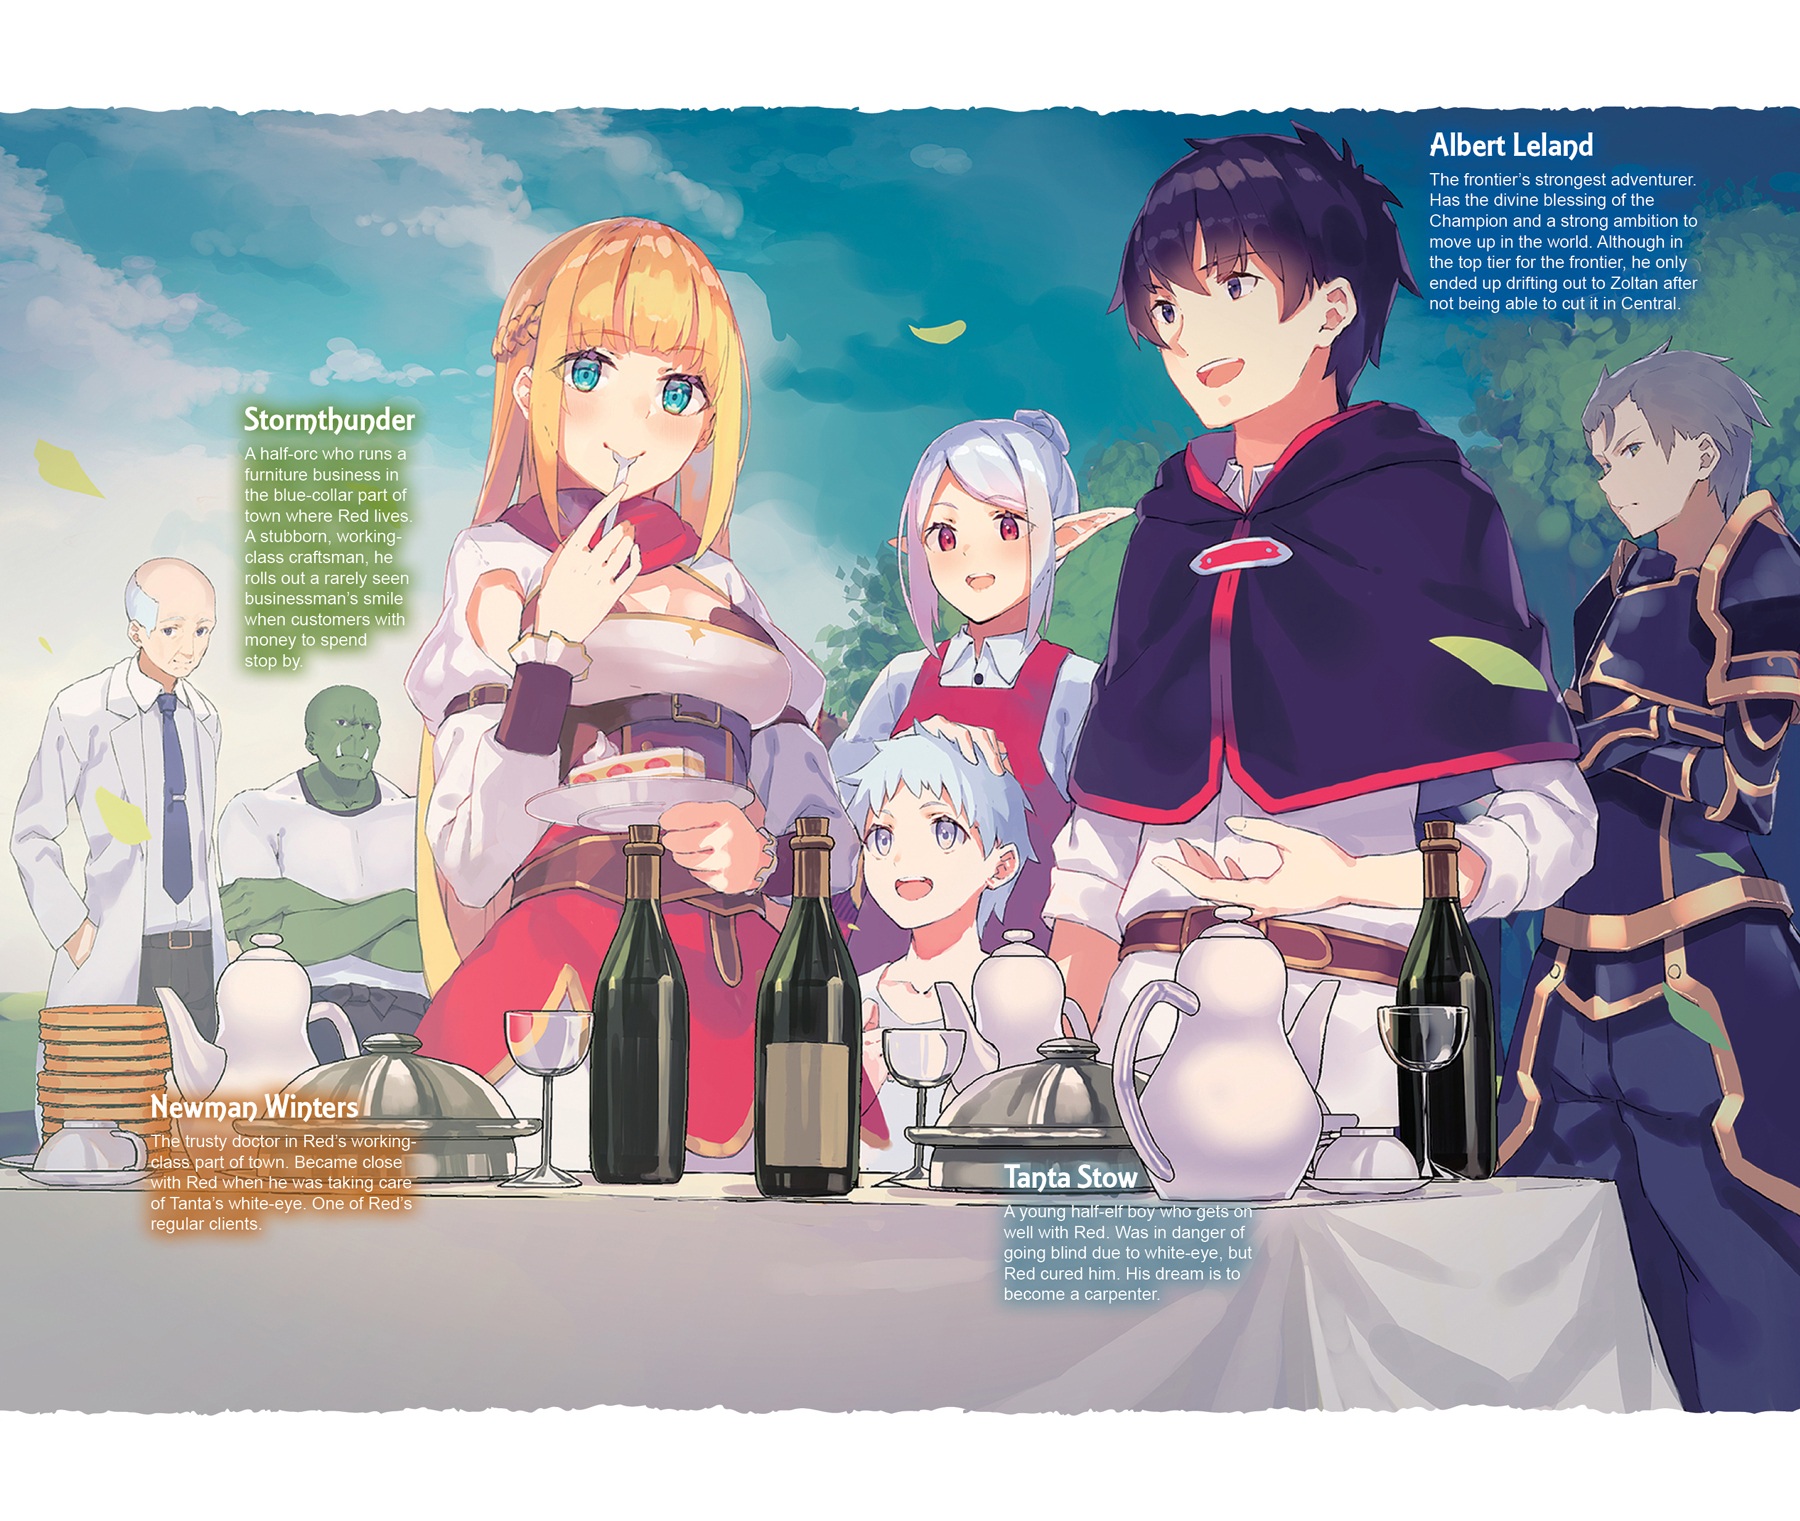 Albert Leland
The frontier's strongest adventurer.
Has the divine blessing of the
Champion and a strong ambition to
move up in the world. Although in
the top tier for the frontier, he only
ended up drifting out to Zoltan after
not being able to cut it in Central.
Stormthunder
A half-orc who runs a
furniture business in
the blue-collar part of
town where Red lives.
A stubborn, working-
class craftsman, he
rolls out a rarely seen
businessman's smile
when customers with
money to spend
stop by.
Newman Winters
The trusty doctor in Red's working-
class part of town. Became close
with Red when he was taking care
of Tanta's white-eye. One of Red's
regular clients.
Tanta Stow
A young half-elf boy who gets on
well with Red. Was in danger of
going blind due to white-eye, but
Red cured him. His dream is to
become a carpenter.